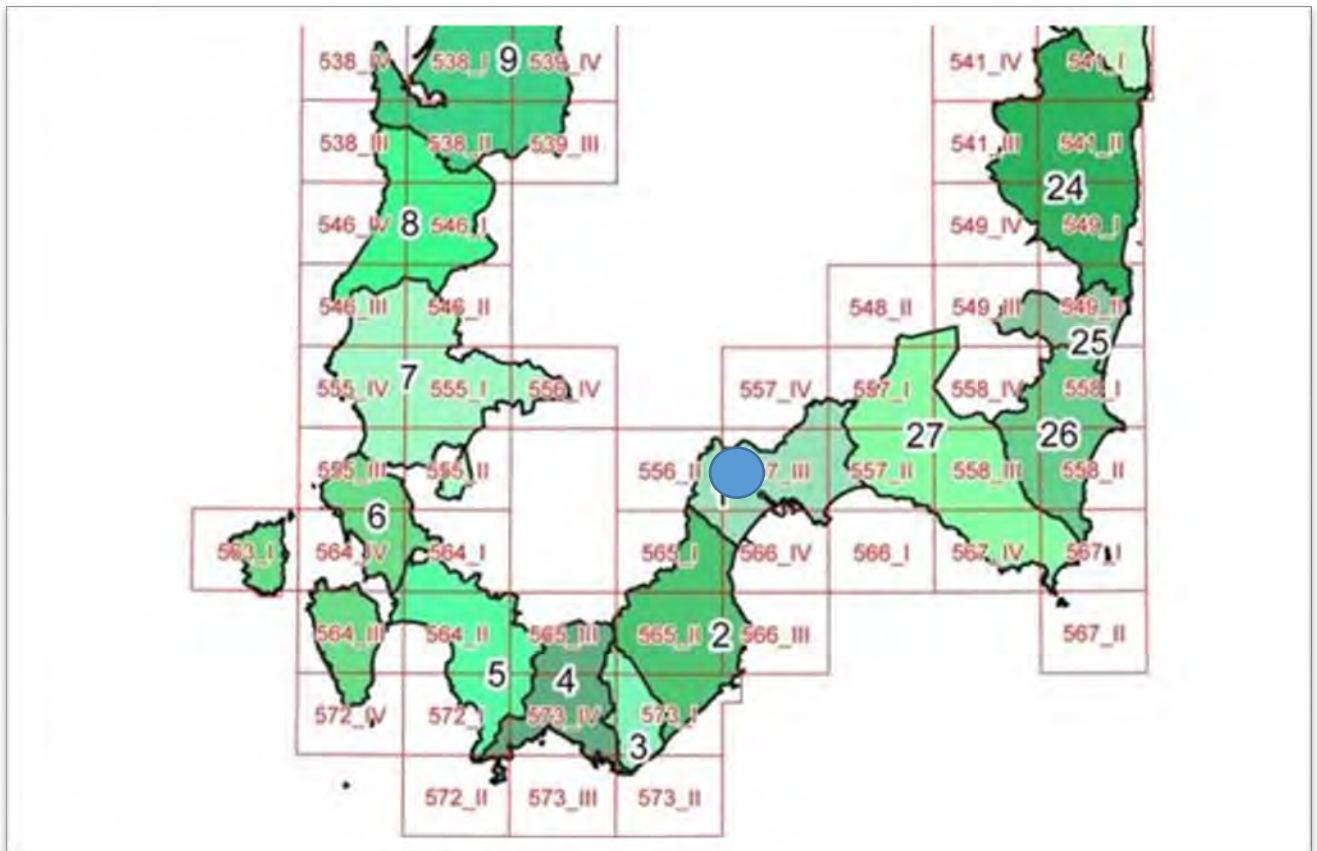 538_IV 538_I 9 539_IV 541_IV 541_I
538_III 538_II 539_III 541_III 541_II
24
546_IV 8 546_I 549_IV 549_I
546_III 546_II 548_II 549_III 549_II
25
7
555_IV 555_I 556_IV 557_IV 557_I 558_IV 558_I
27 26
555_III 555_II 556_II 7_III 557_II 558_III 558_II
6
563_I 564_IV 564_I 565_I 566_IV 566_I 567_IV 567_I
564_III 564_II 565_III 565_II 2 566_III 567_II
5 4
572_IV 572_I 573_IV 573_I
3
572_II 573_III 573_II